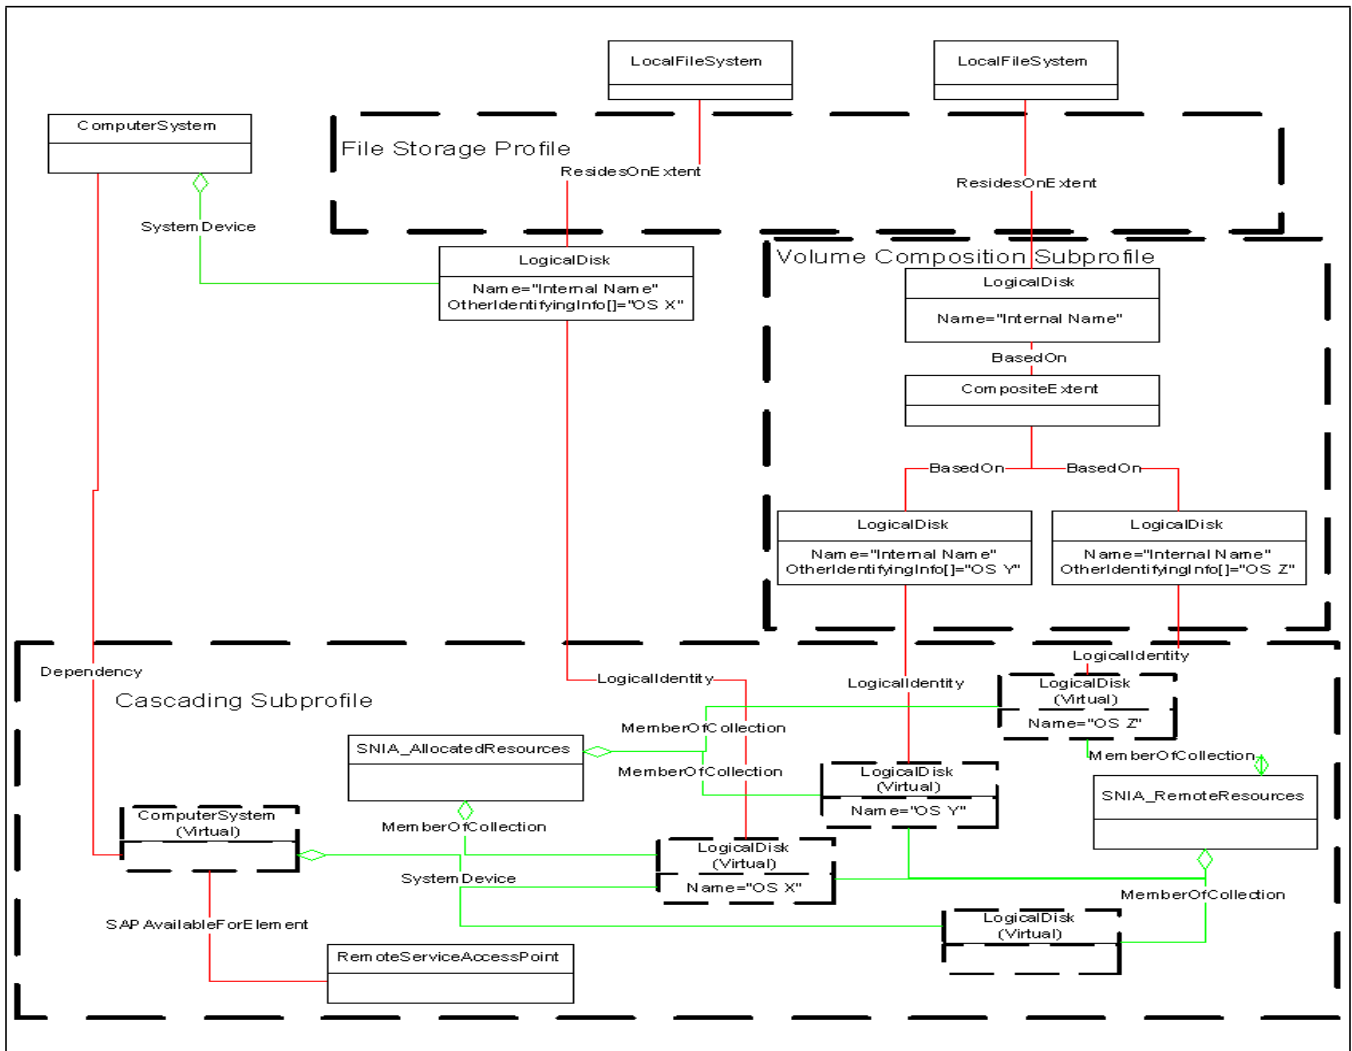 LocalFileSystem
LocalFileSystem
ComputerSystem
File Storage Profile
ResidesOnExtent
ResidesOnExtent
SystemDevice
LogicalDisk
Name="Internal Name"
OtherIdentifyingInfo[]="OS X"
Volume Composition Subprofile
LogicalDisk
Name="Internal Name"
BasedOn
CompositeExtent
BasedOn
BasedOn
LogicalDisk
Name="Internal Name"
OtherIdentifyingInfo[]="OS Y"
LogicalDisk
Name="Internal Name"
OtherIdentifyingInfo[]="OS Z"
Dependency
Cascading Subprofile
LogicalIdentity
LogicalIdentity
LogicalIdentity
LogicalDisk
(Virtual)
Name="OS Z"
MemberOfCollection
SNIA_AllocatedResources
MemberOfCollection
MemberOfCollection
LogicalDisk
(Virtual)
Name="OS Y"
SNIA_RemoteResources
ComputerSystem
(Virtual)
MemberOfCollection
LogicalDisk
(Virtual)
Name="OS X"
SystemDevice
MemberOfCollection
LogicalDisk
(Virtual)
SAPAvailableForElement
RemoteServiceAccessPoint